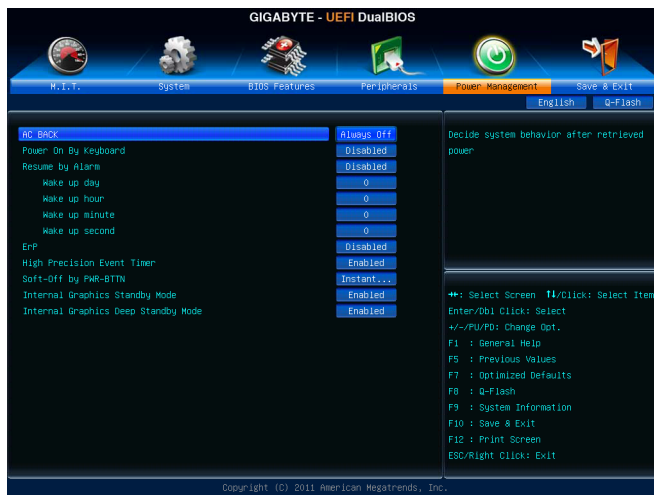 GIGABYTE - UEFI DualBIOS
M.I.T. System BIOS Features Peripherals Power Management Save & Exit
English Q-Flash
AC BACK Always Off
Power On By Keyboard Disabled
Resume by Alarm Disabled
Wake up day 0
Wake up hour 0
Wake up minute 0
Wake up second 0
ErP Disabled
High Precision Event Timer Enabled
Soft-Off by PWR-BTTN Instant...
Internal Graphics Standby Mode Enabled
Internal Graphics Deep Standby Mode Enabled
Decide system behavior after retrieved
power
→←: Select Screen ↑↓/Click: Select Item
Enter/Dbl Click: Select
+/-/PU/PD: Change Opt.
F1 : General Help
F5 : Previous Values
F7 : Optimized Defaults
F8 : Q-Flash
F9 : System Information
F10 : Save & Exit
F12 : Print Screen
ESC/Right Click: Exit
Copyright (C) 2011 American Megatrends, Inc.